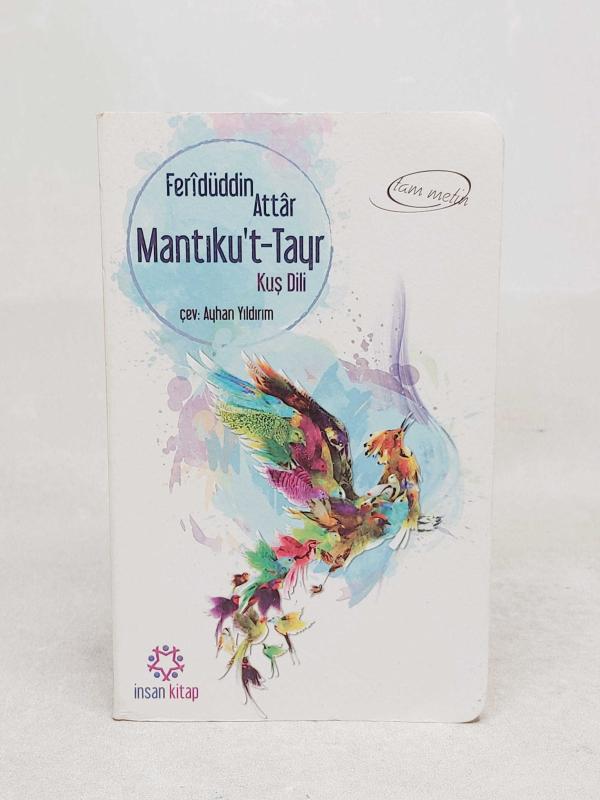 Ferîdüddin
Attâr
Mantıku't-Tayr
Kuş Dili
çev: Ayhan Yıldırım
tam metin
insan kitap